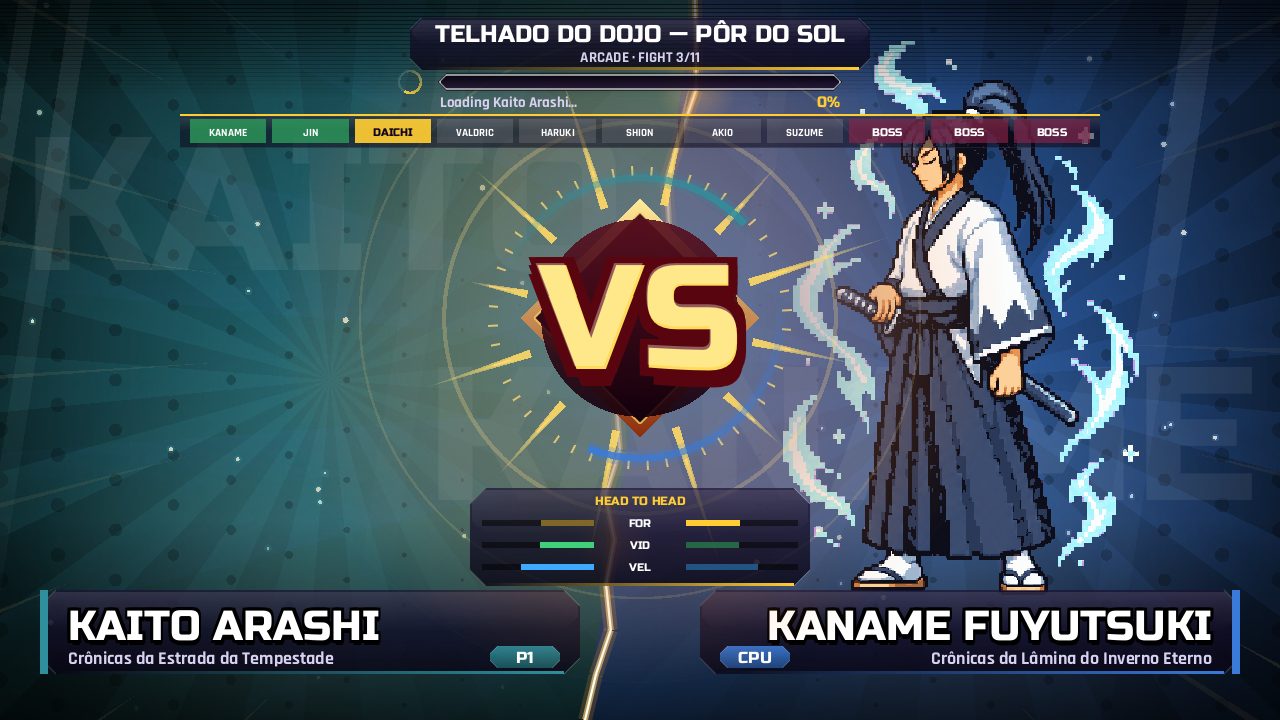 TELHADO DO DOJO — PÔR DO SOL
ARCADE · FIGHT 3/11
Loading Kaito Arashi...
0%
KANAME
JIN
DAICHI
VALDRIC
HARUKI
SHION
AKIO
SUZUME
BOSS
BOSS
BOSS
KAITO
KANAME
VS
HEAD TO HEAD
FOR
VID
VEL
KAITO ARASHI
Crônicas da Estrada da Tempestade
P1
KANAME FUYUTSUKI
CPU
Crônicas da Lâmina do Inverno Eterno